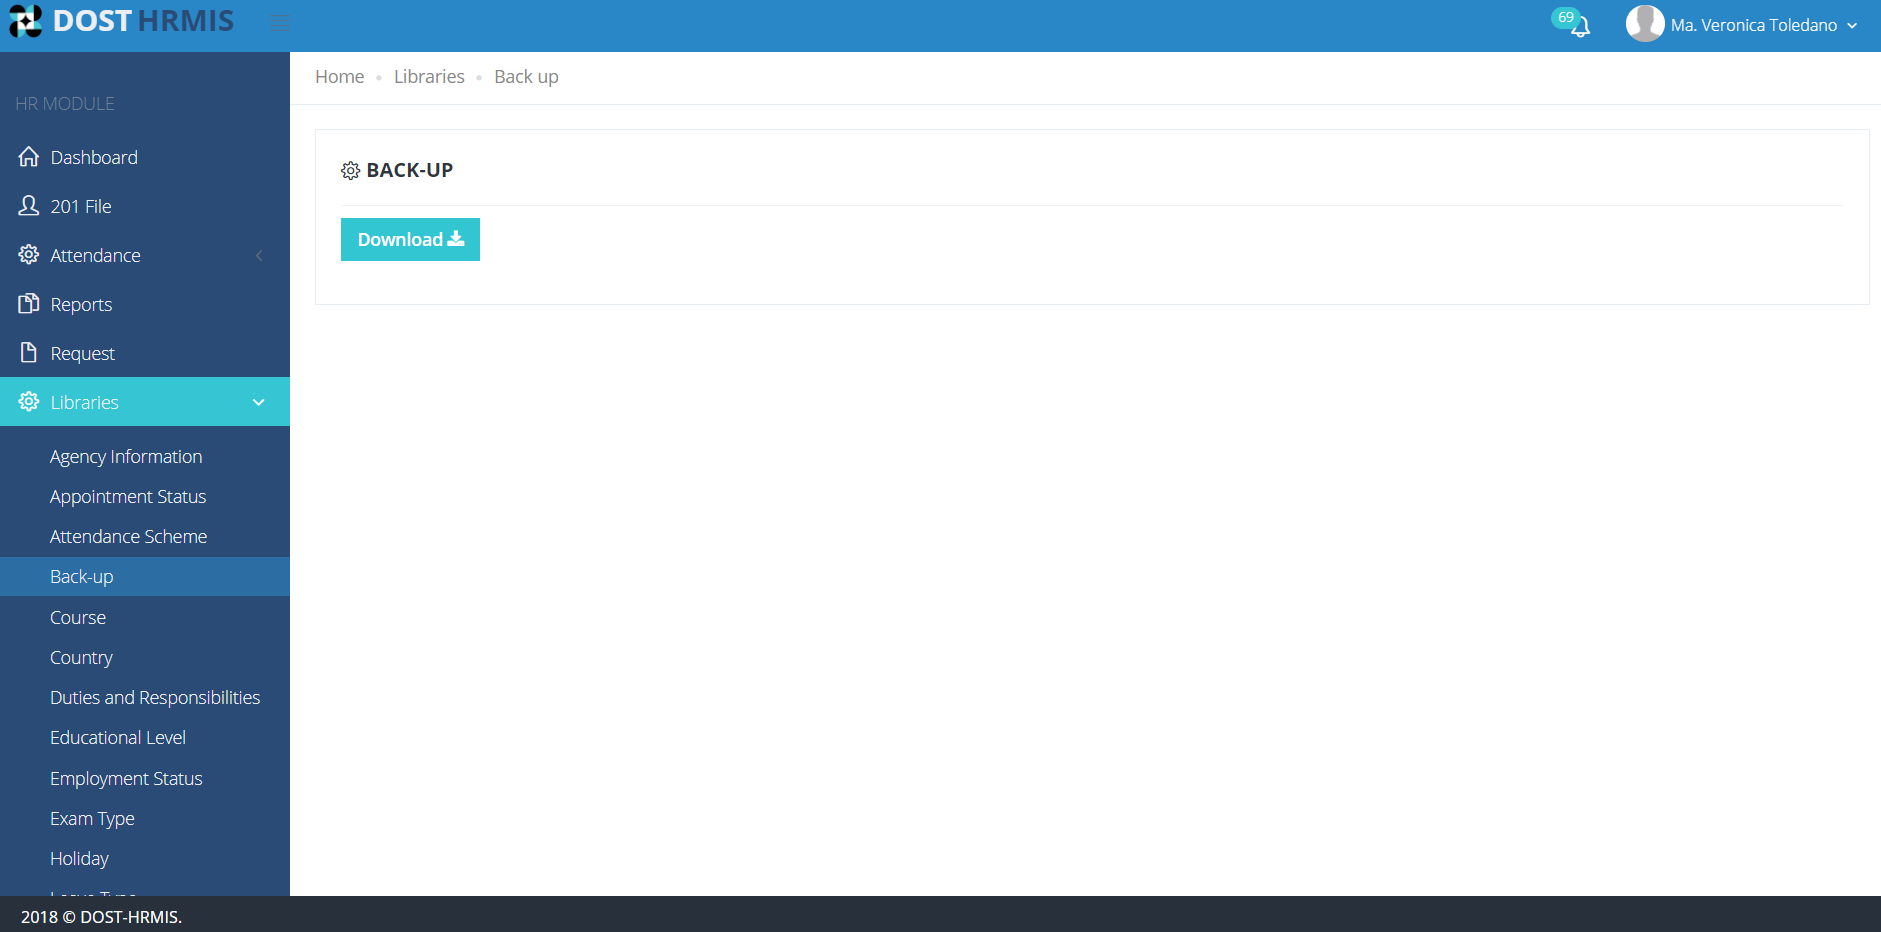 DOST HRMIS
69
Ma. Veronica Toledano
Home • Libraries • Back up
HR MODULE
Dashboard
201 File
Attendance
Reports
Request
Libraries
Agency Information
Appointment Status
Attendance Scheme
Back-up
Course
Country
Duties and Responsibilities
Educational Level
Employment Status
Exam Type
Holiday
BACK-UP
Download
2018 © DOST-HRMIS.